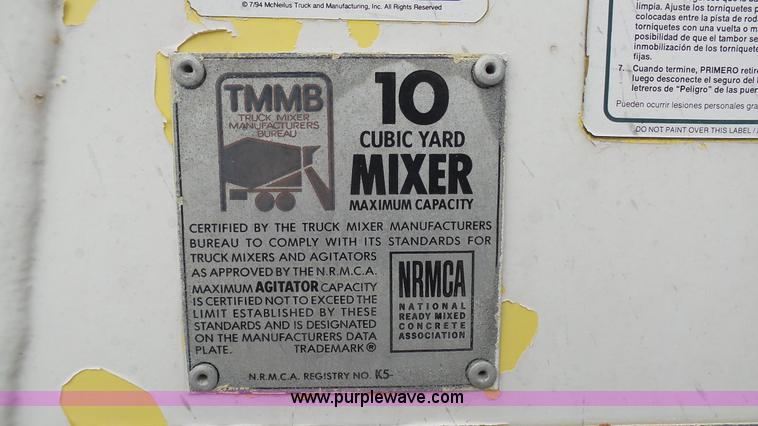 © 7/94 McNeilus Truck and Manufacturing, Inc. All Rights Reserved
TMMB
TRUCK MIXER
MANUFACTURERS
BUREAU
10
CUBIC YARD
MIXER
MAXIMUM CAPACITY
CERTIFIED BY THE TRUCK MIXER MANUFACTURERS
BUREAU TO COMPLY WITH ITS STANDARDS FOR
TRUCK MIXERS AND AGITATORS
AS APPROVED BY THE N.R.M.C.A.
MAXIMUM AGITATOR CAPACITY
IS CERTIFIED NOT TO EXCEED THE
LIMIT ESTABLISHED BY THESE
STANDARDS AND IS DESIGNATED
ON THE MANUFACTURERS DATA
PLATE. TRADEMARK®
NRMCA
NATIONAL
READY MIXED
CONCRETE
ASSOCIATION
N.R.M.C.A. REGISTRY NO. K5-
limpia. Ajuste los torniquetes p
colocadas entre la pista de rod
torniquetes con una vuelta o m
posibilidad de que el tambor se
inmobilización de los tornique
fijas.
7. Cuando termine, PRIMERO retire
luego desconecte el seguro del
letreros de "Peligro" de las puer
Pueden ocurrir lesiones personales gra
DO NOT PAINT OVER THIS LABEL /
www.purplewave.com